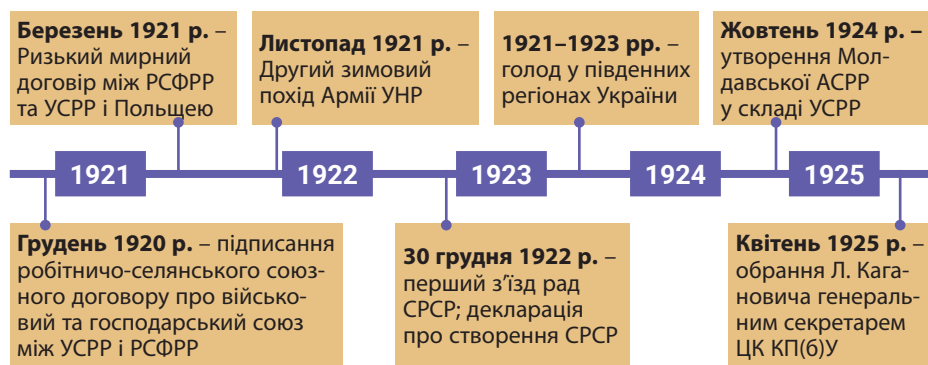 Березень 1921 р. –
Ризький мирний
договір між РСФРР
та УСРР і Польщею
Листопад 1921 р. –
Другий зимовий
похід Армії УНР
1921–1923 рр. –
голод у південних
регіонах України
Жовтень 1924 р. –
утворення Мол-
давської АСРР
у складі УСРР
1921
1922
1923
1924
1925
Грудень 1920 р. – підписання
робітничо-селянського союз-
ного договору про військо-
вий та господарський союз
між УСРР і РСФРР
30 грудня 1922 р. –
перший з’їзд рад
СРСР; декларація
про створення СРСР
Квітень 1925 р. –
обрання Л. Кага-
новича генераль-
ним секретарем
ЦК КП(б)У